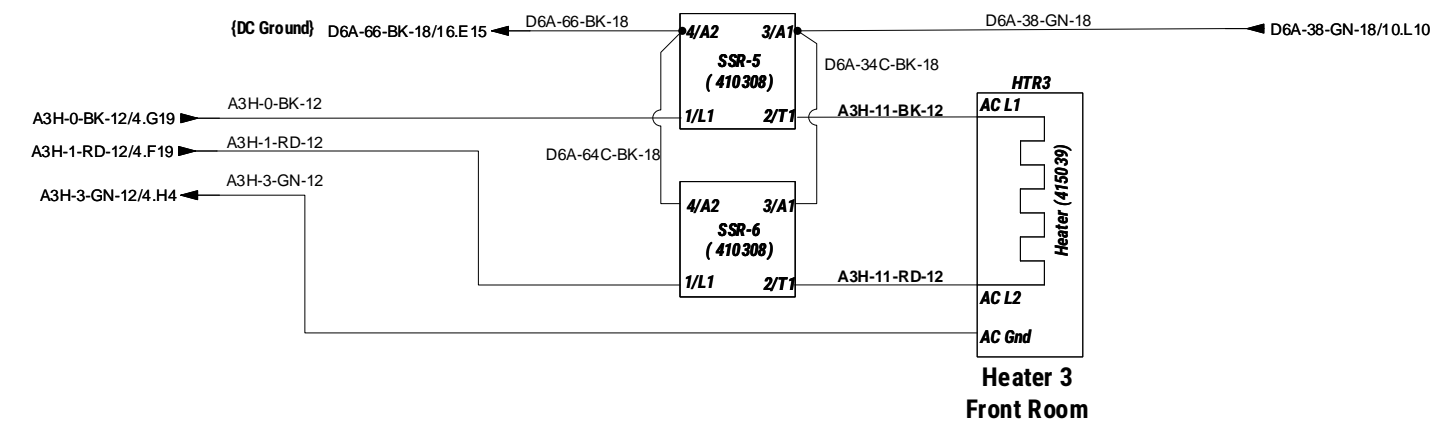 {DC Ground} D6A-66-BK-18/16.E15
D6A-66-BK-18
D6A-38-GN-18
D6A-38-GN-18/10.L10
4/A2 3/A1
SSR-5
( 410308)
1/L1 2/T1
D6A-34C-BK-18
A3H-0-BK-12/4.G19
A3H-0-BK-12
A3H-11-BK-12
HTR3
AC L1
A3H-1-RD-12/4.F19
A3H-1-RD-12
D6A-64C-BK-18
Heater (415039)
A3H-3-GN-12/4.H4
A3H-3-GN-12
4/A2 3/A1
SSR-6
( 410308)
1/L1 2/T1
A3H-11-RD-12
AC L2
AC Gnd
Heater 3
Front Room